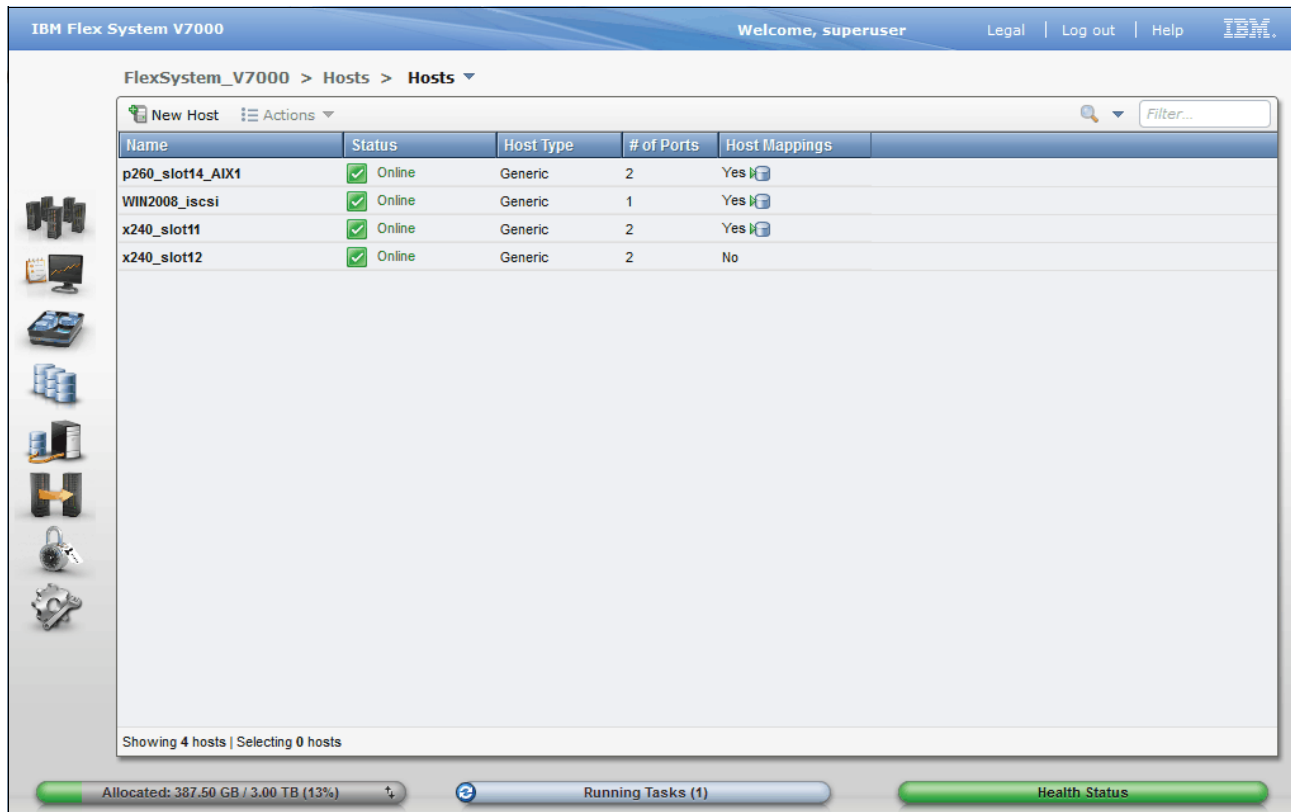 IBM Flex System V7000 Welcome, superuser Legal | Log out | Help IBM.
FlexSystem_V7000 > Hosts > Hosts
New Host Actions Filter...
Name Status Host Type # of Ports Host Mappings
p260_slot14_AIX1 Online Generic 2 Yes
WIN2008_iscsi Online Generic 1 Yes
x240_slot11 Online Generic 2 Yes
x240_slot12 Online Generic 2 No
Showing 4 hosts | Selecting 0 hosts
Allocated: 387.50 GB / 3.00 TB (13%) Running Tasks (1) Health Status